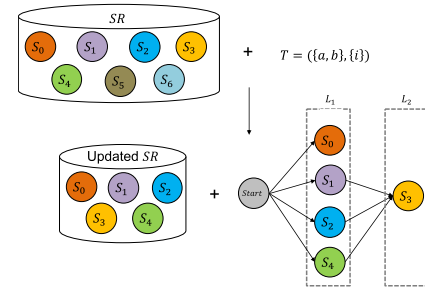 SR
S₀ S₁ S₂ S₃
S₄ S₅ S₆
+
T = ({a, b}, {i})
Updated SR
S₀ S₁ S₂
S₃ S₄
+
Start
L₁ L₂
S₀
S₁
S₂
S₄
S₃